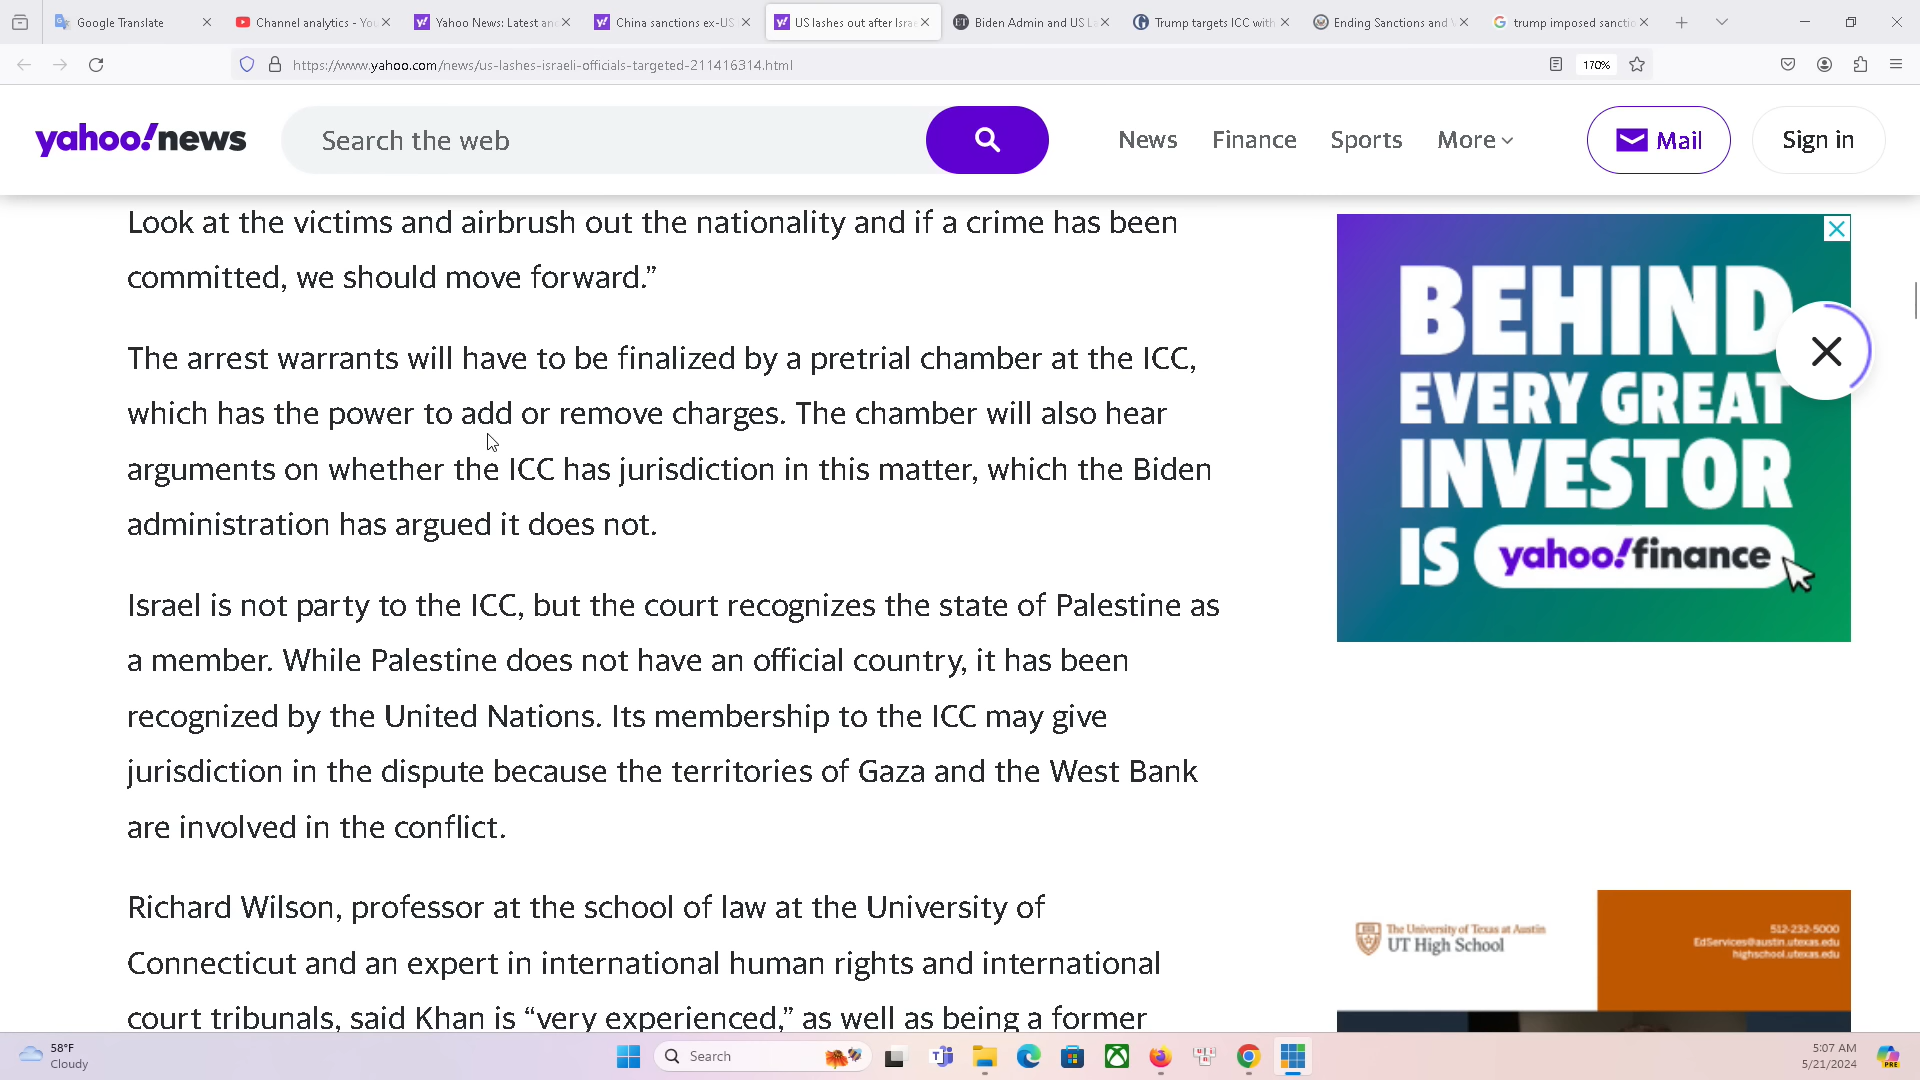 Google Translate
Channel analytics - You
Yahoo News: Latest and
China sanctions ex-US
US lashes out after Israe
Biden Admin and US L
Trump targets ICC with
Ending Sanctions and V
trump imposed sanctio
https://www.yahoo.com/news/us-lashes-israeli-officials-targeted-211416314.html
170%
yahoo!news
Search the web
News
Finance
Sports
More
Mail
Sign in
Look at the victims and airbrush out the nationality and if a crime has been
committed, we should move forward.”
The arrest warrants will have to be finalized by a pretrial chamber at the ICC,
which has the power to add or remove charges. The chamber will also hear
arguments on whether the ICC has jurisdiction in this matter, which the Biden
administration has argued it does not.
Israel is not party to the ICC, but the court recognizes the state of Palestine as
a member. While Palestine does not have an official country, it has been
recognized by the United Nations. Its membership to the ICC may give
jurisdiction in the dispute because the territories of Gaza and the West Bank
are involved in the conflict.
Richard Wilson, professor at the school of law at the University of
Connecticut and an expert in international human rights and international
court tribunals, said Khan is “very experienced,” as well as being a former
BEHIND
EVERY GREAT
INVESTOR
IS yahoo!finance
The University of Texas at Austin
UT High School
512-232-5000
EdServices@austin.utexas.edu
highschool.utexas.edu
58°F
Cloudy
Search
5:07 AM
5/21/2024
PRE